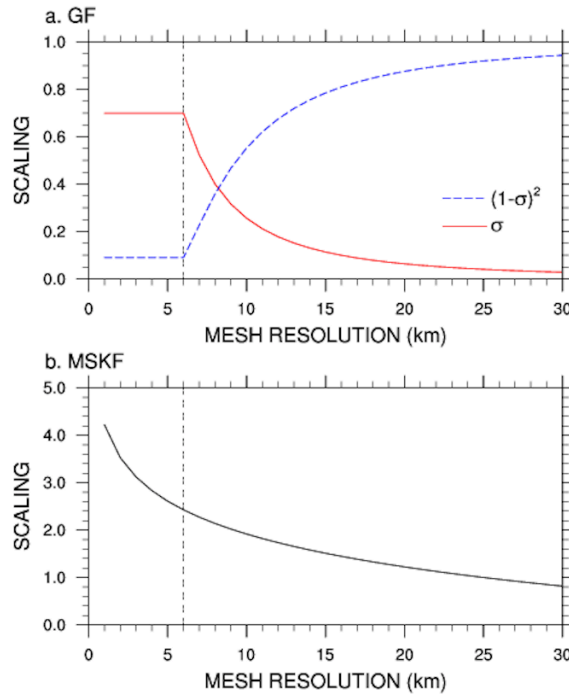 a. GF
1.0
0.8
0.6
0.4
0.2
0.0
SCALING
(1-σ)²
σ
0 5 10 15 20 25 30
MESH RESOLUTION (km)
b. MSKF
5.0
4.0
3.0
2.0
1.0
0.0
SCALING
0 5 10 15 20 25 30
MESH RESOLUTION (km)